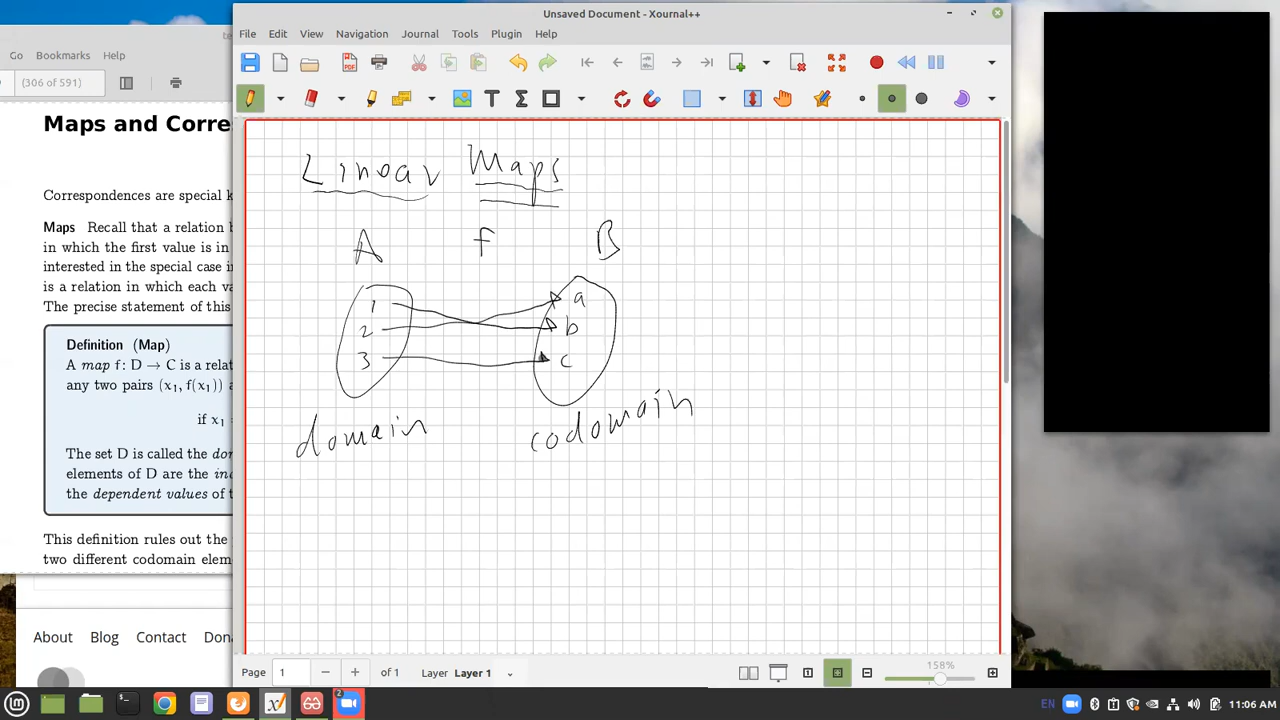 Unsaved Document - Xournal++
File Edit View Navigation Journal Tools Plugin Help
Go Bookmarks Help
(306 of 591)
Maps and Corre
Correspondences are special k
Maps Recall that a relation b
in which the first value is in
interested in the special case i
is a relation in which each va
The precise statement of this
Definition (Map)
A map f: D → C is a rela
any two pairs (x₁, f(x₁)) a
if x₁ =
The set D is called the dor
elements of D are the ind
the dependent values of t
This definition rules out the
two different codomain elem
About Blog Contact Don
Linear Maps
A f B
1 a
2 b
3 c
domain codomain
Page 1 of 1 Layer Layer 1 158%
2
EN 11:06 AM